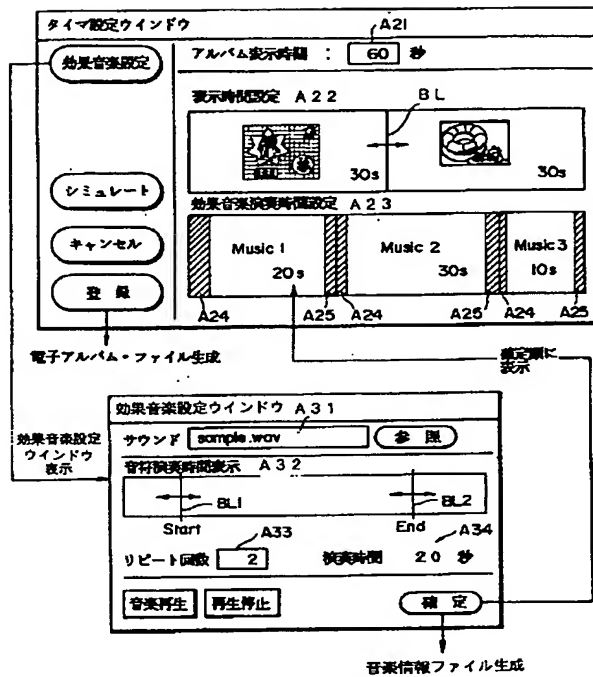 タイマ設定ウインドウ
A21
効果音楽設定
アルバム表示時間 : 60 秒
表示時間設定 A22
BL
30s
30s
シミュレート
効果音楽演奏時間設定 A23
キャンセル
Music 1
20s
Music 2
30s
Music 3
10s
登 録
A24
A25
A24
A25
A24
A25
電子アルバム・ファイル生成
確定順に
表示
効果音楽設定
ウインドウ
表示
効果音楽設定ウインドウ A31
サウンド sample.wav 参 照
音符演奏時間表示 A32
BL1
BL2
Start
End
A33
A34
リピート回数 2 演奏時間 20 秒
音楽再生 再生停止 確 定
音楽情報ファイル生成